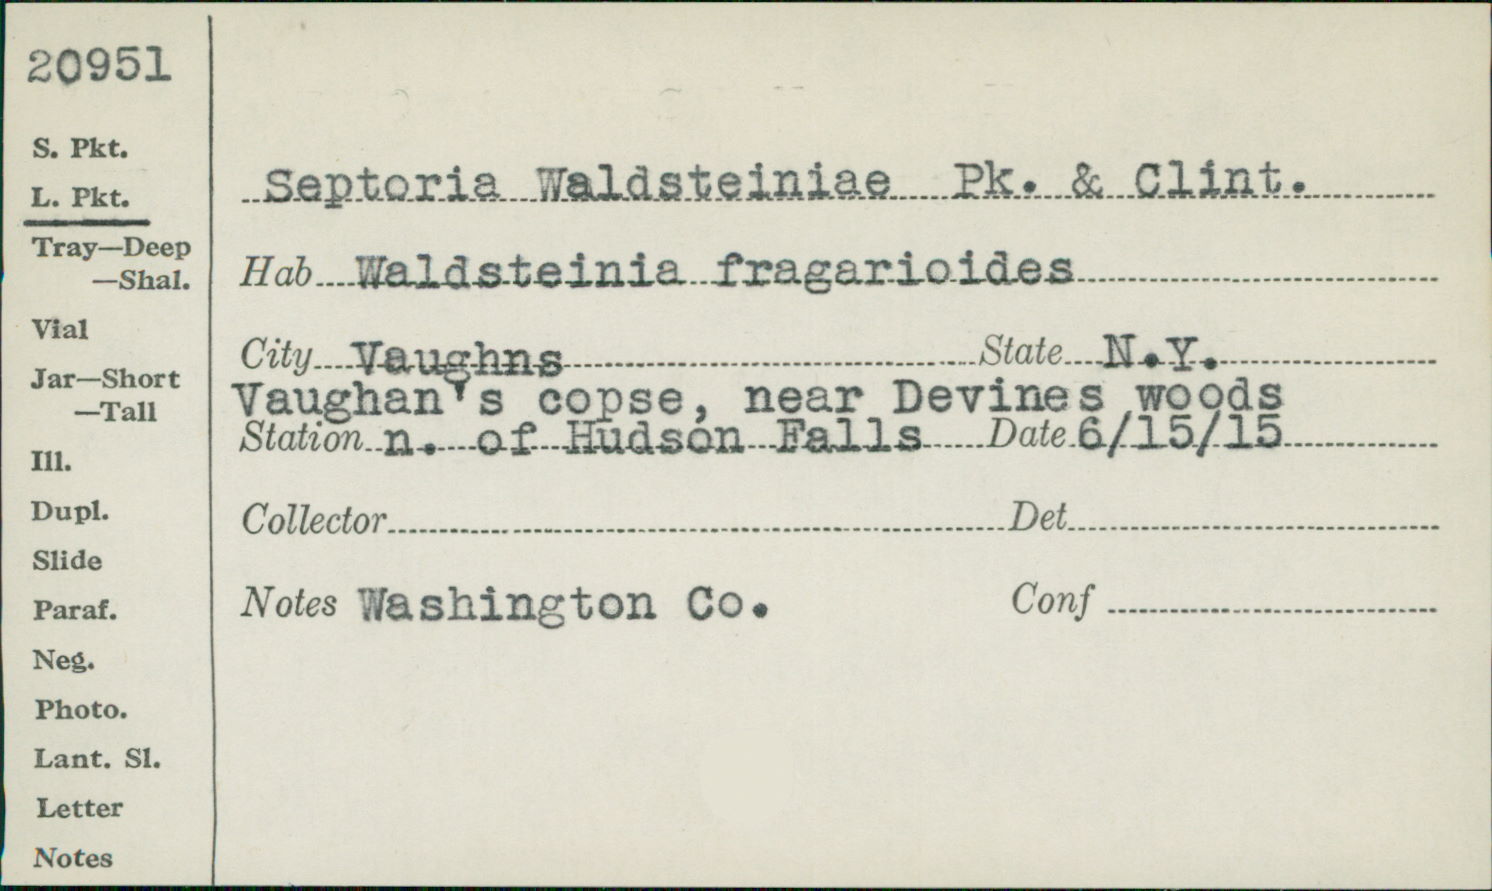 20951
S. Pkt.
L. Pkt.
Tray—Deep
—Shal.
Vial
Jar—Short
—Tall
Ill.
Dupl.
Slide
Paraf.
Neg.
Photo.
Lant. Sl.
Letter
Notes
Septoria Waldsteiniae Pk. & Clint.
Hab Waldsteinia fragarioides
City Vaughns State N.Y.
Vaughan's copse, near Devines woods
Station n. of Hudson Falls Date 6/15/15
Collector Det
Notes Washington Co. Conf